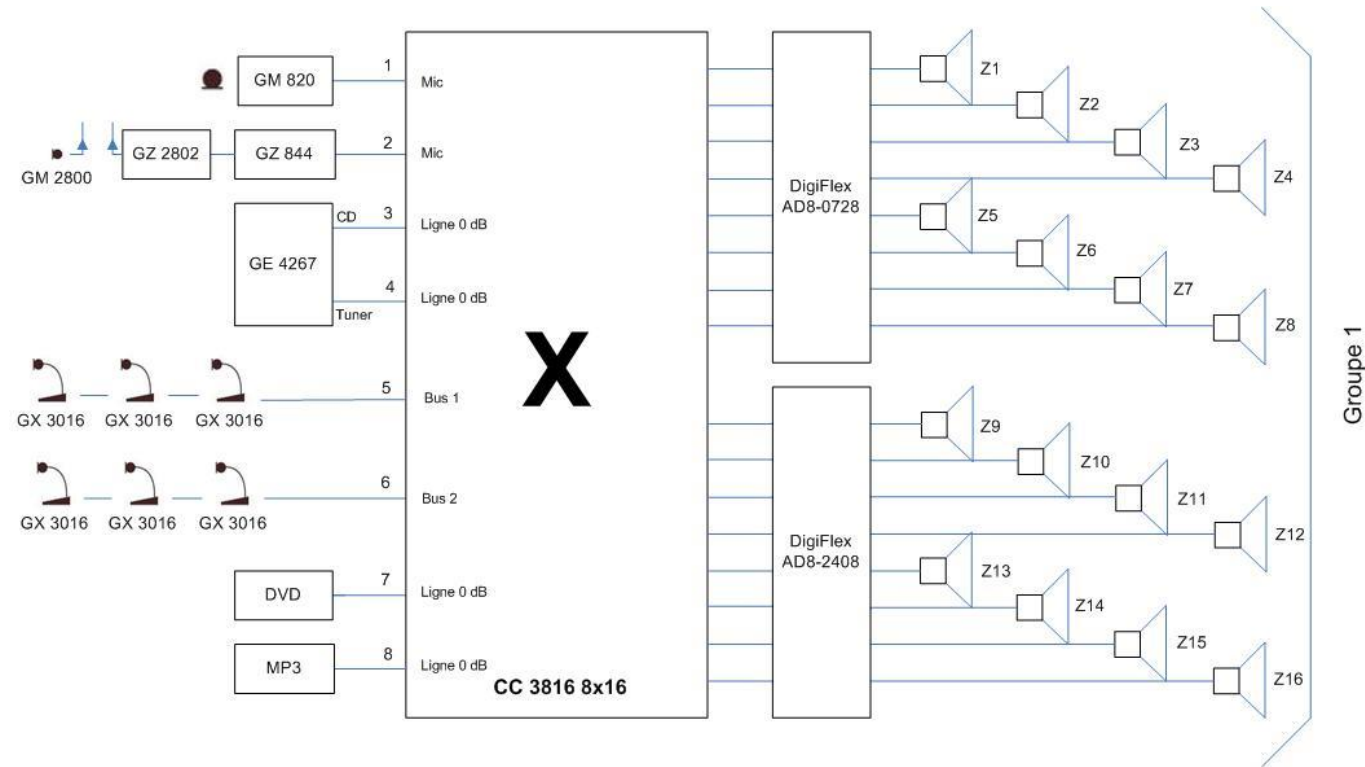 GM 820
1
Mic
GM 2800
GZ 2802
GZ 844
2
Mic
GE 4267
CD
3
Ligne 0 dB
Tuner
4
Ligne 0 dB
GX 3016
GX 3016
GX 3016
5
Bus 1
GX 3016
GX 3016
GX 3016
6
Bus 2
DVD
7
Ligne 0 dB
MP3
8
Ligne 0 dB
X
CC 3816 8x16
DigiFlex
AD8-0728
Z1
Z2
Z3
Z4
Z5
Z6
Z7
Z8
DigiFlex
AD8-2408
Z9
Z10
Z11
Z12
Z13
Z14
Z15
Z16
Groupe 1